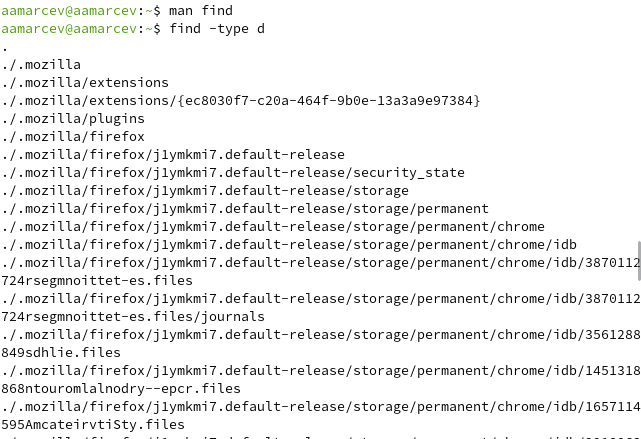 aamarcev@aamarcev:~$ man find
aamarcev@aamarcev:~$ find -type d
.
./.mozilla
./.mozilla/extensions
./.mozilla/extensions/{ec8030f7-c20a-464f-9b0e-13a3a9e97384}
./.mozilla/plugins
./.mozilla/firefox
./.mozilla/firefox/j1ymkmi7.default-release
./.mozilla/firefox/j1ymkmi7.default-release/security_state
./.mozilla/firefox/j1ymkmi7.default-release/storage
./.mozilla/firefox/j1ymkmi7.default-release/storage/permanent
./.mozilla/firefox/j1ymkmi7.default-release/storage/permanent/chrome
./.mozilla/firefox/j1ymkmi7.default-release/storage/permanent/chrome/idb
./.mozilla/firefox/j1ymkmi7.default-release/storage/permanent/chrome/idb/3870112
724rsegmnoittet-es.files
./.mozilla/firefox/j1ymkmi7.default-release/storage/permanent/chrome/idb/3870112
724rsegmnoittet-es.files/journals
./.mozilla/firefox/j1ymkmi7.default-release/storage/permanent/chrome/idb/3561288
849sdhlie.files
./.mozilla/firefox/j1ymkmi7.default-release/storage/permanent/chrome/idb/1451318
868ntouromlalnodry--epcr.files
./.mozilla/firefox/j1ymkmi7.default-release/storage/permanent/chrome/idb/1657114
595AmcateirvtiSty.files